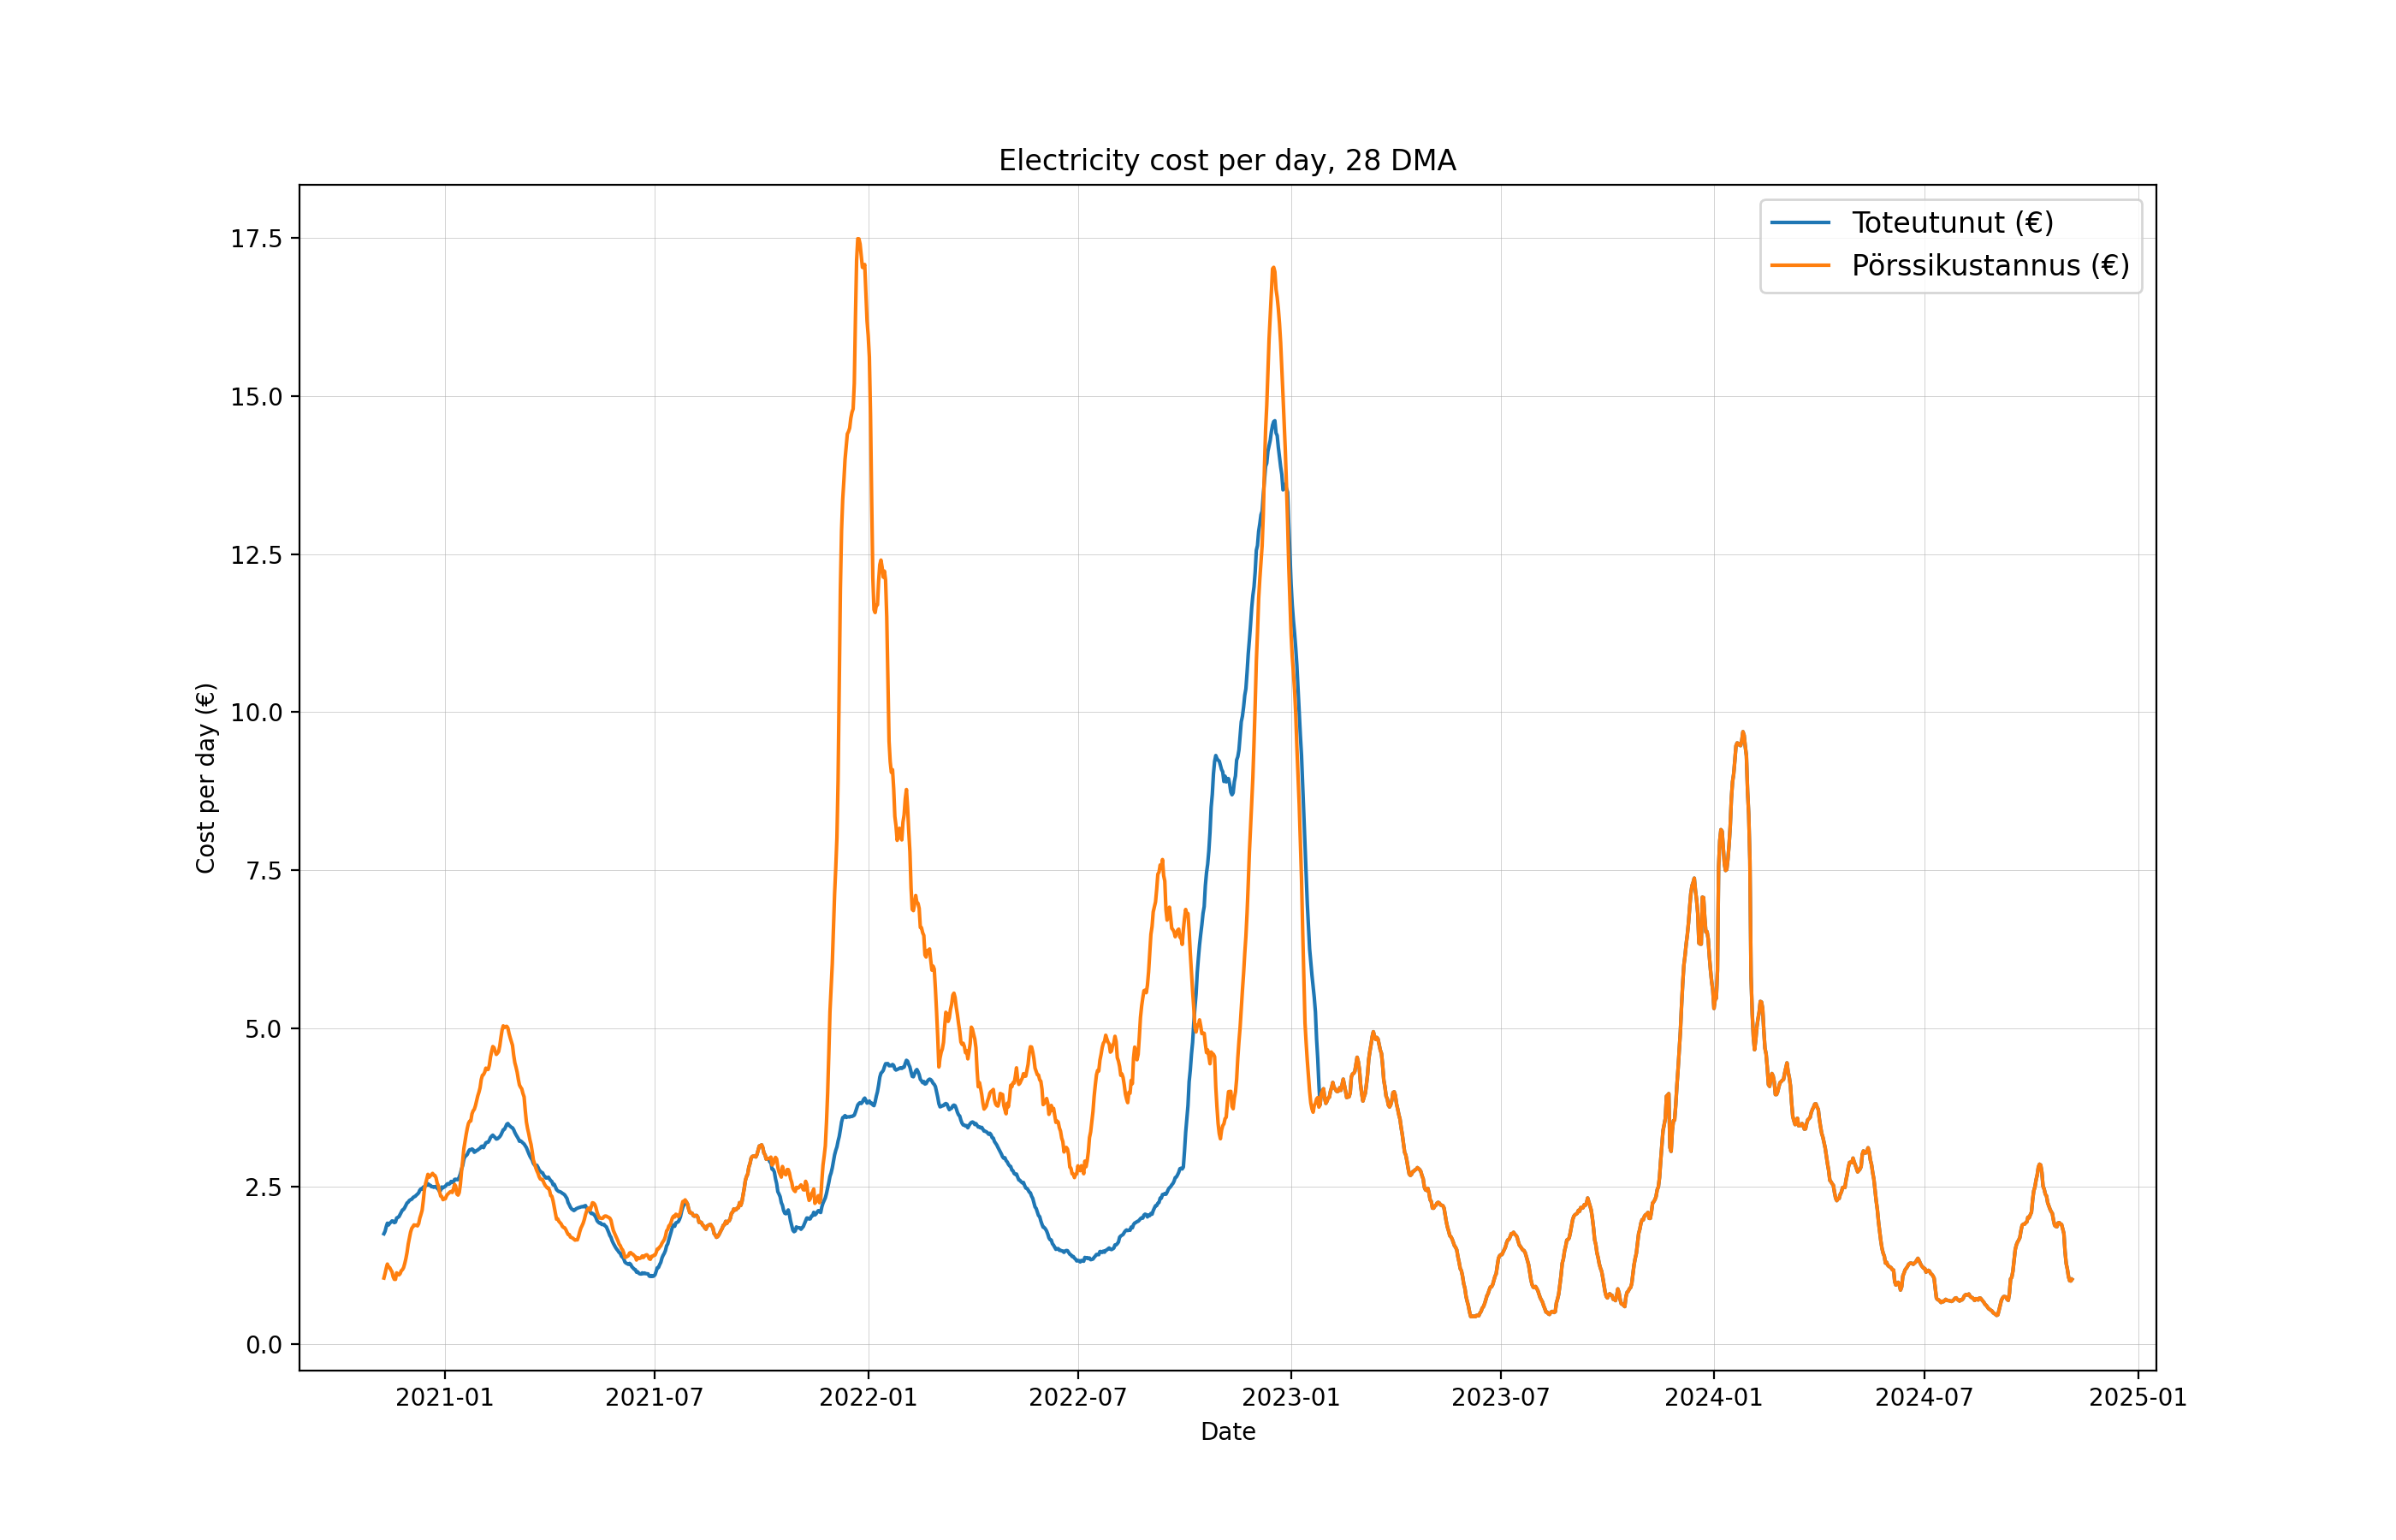 Electricity cost per day, 28 DMA
Toteutunut (€)
Pörssikustannus (€)
17.5
15.0
12.5
10.0
7.5
5.0
2.5
0.0
Cost per day (€)
2021-01 2021-07 2022-01 2022-07 2023-01 2023-07 2024-01 2024-07 2025-01
Date